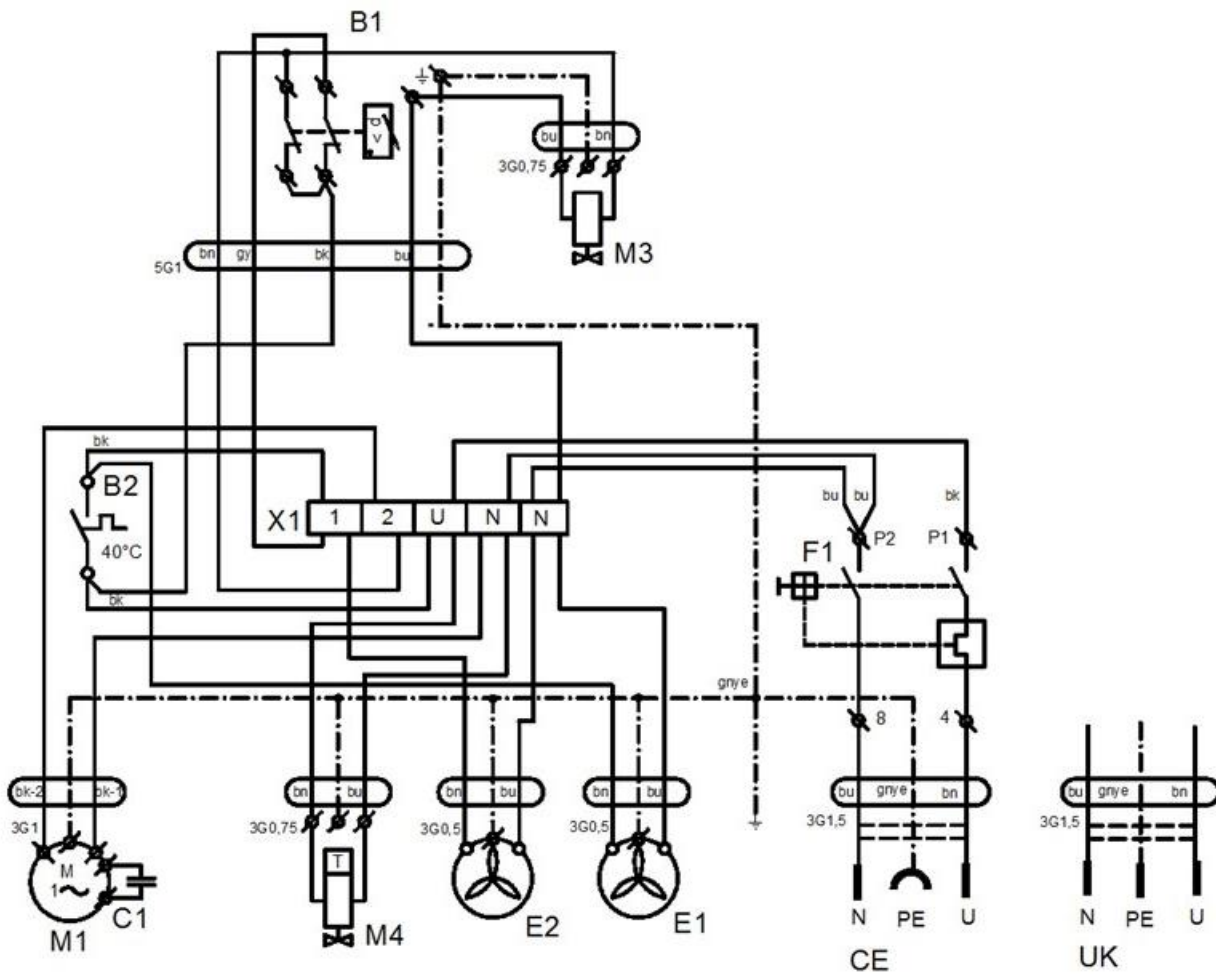 B1
bu bn
3G0,75
M3
p >
bn gy bk bu
5G1
bk
B2
40°C
X1 1 2 U N N
bk
bu bu bk
P2 P1
F1
gnye
8 4
bk-2 bk-1
3G1
M
1
C1
M1
bn bu
3G0,75
T
M4
bn bu
3G0,5
E2
bn bu
3G0,5
E1
bu gnye bn
3G1,5
N PE U
CE
bu gnye bn
3G1,5
N PE U
UK